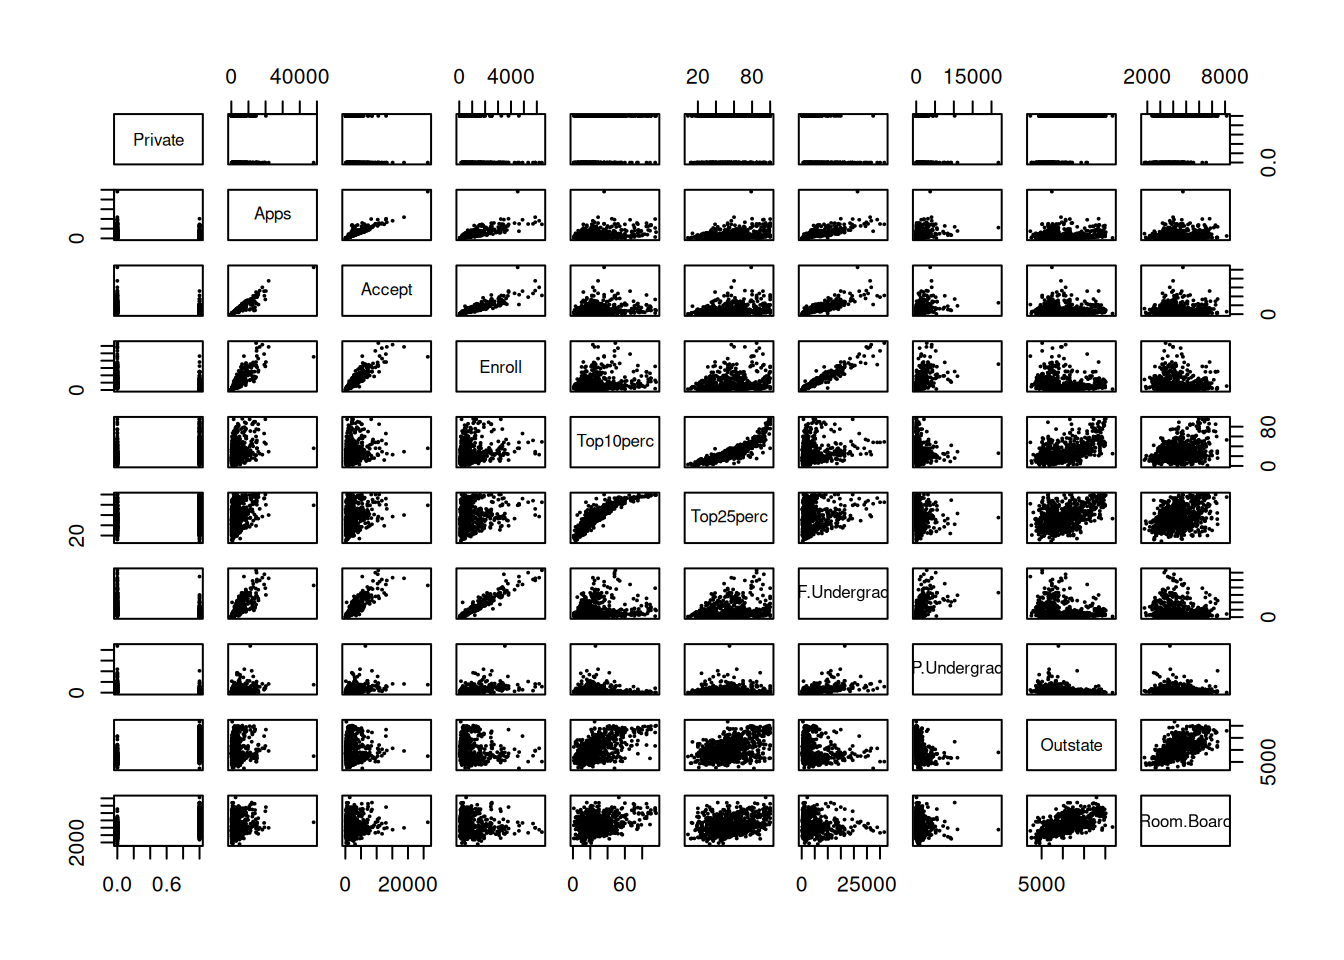 0 40000 0 4000 20 80 0 15000 2000 8000
Private 0.0
0 Apps
Accept 0
0 Enroll
Top10perc 0 80
20 Top25perc
F.Undergrad 0
0 P.Undergrad
Outstate 5000
2000 Room.Board
0.0 0.6 0 20000 0 60 0 25000 5000